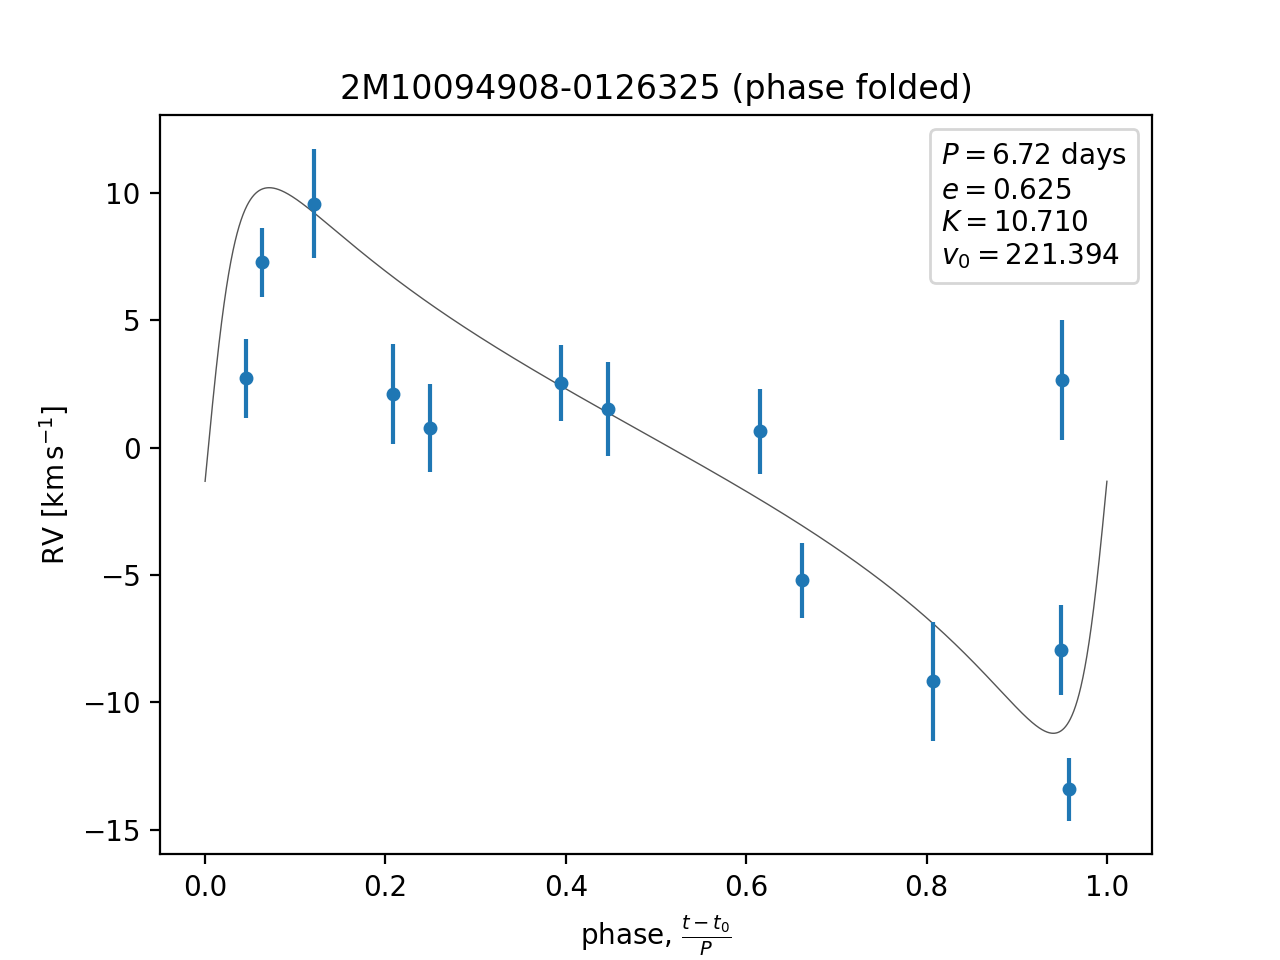 2M10094908-0126325 (phase folded)
P = 6.72 days
e = 0.625
K = 10.710
v₀ = 221.394
RV [km s⁻¹]
10
5
0
−5
−10
−15
0.0 0.2 0.4 0.6 0.8 1.0
phase, (t − t₀)/P